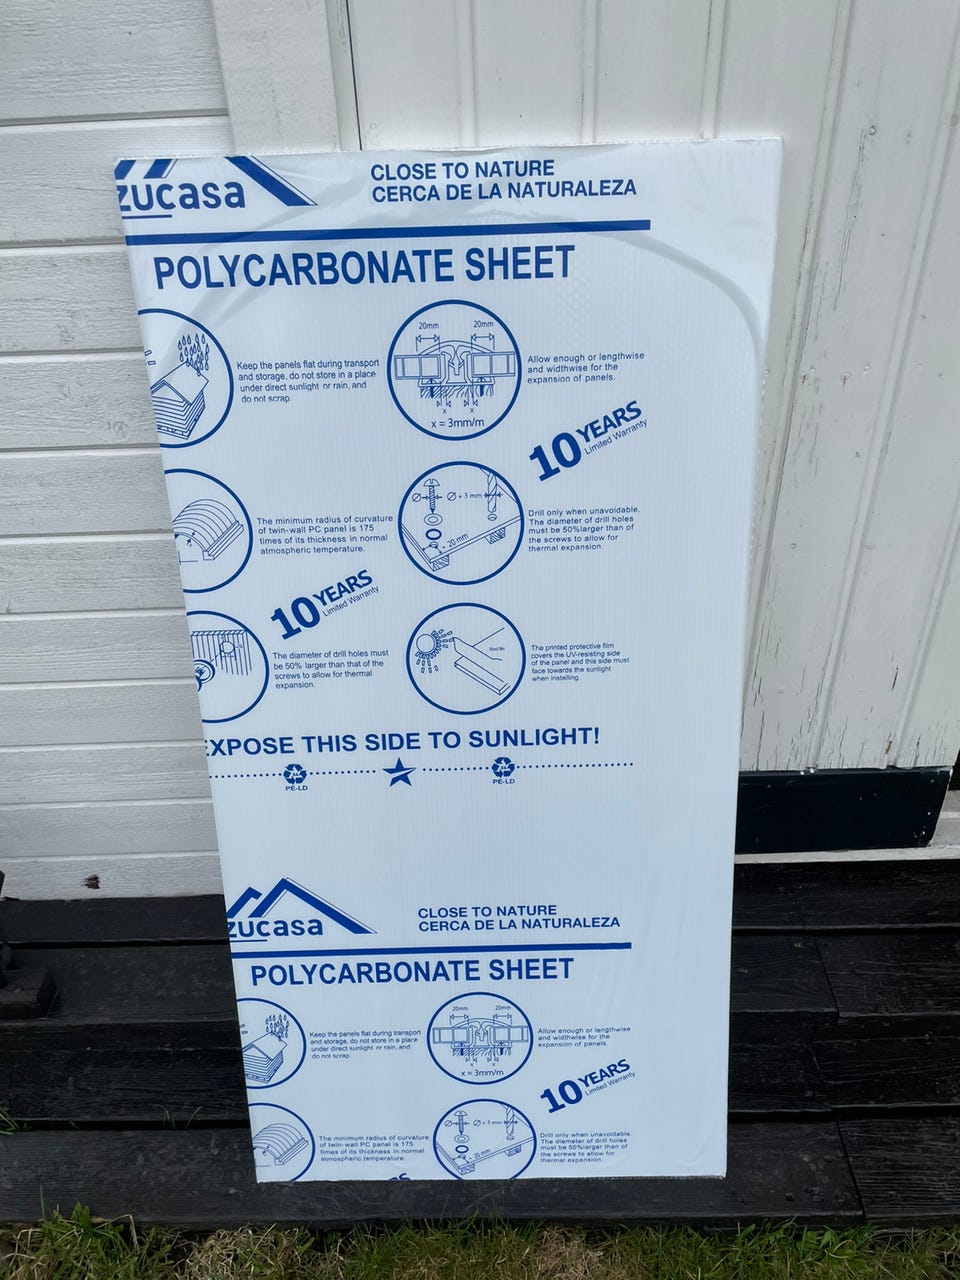 zucasa
CLOSE TO NATURE
CERCA DE LA NATURALEZA
POLYCARBONATE SHEET
Keep the panels flat during transport
and storage, do not store in a place
under direct sunlight or rain, and
do not scrap.
20mm 20mm
x x
x = 3mm/m
Allow enough or lengthwise
and widthwise for the
expansion of panels.
10 YEARS
Limited Warranty
The minimum radius of curvature
of twin-wall PC panel is 175
times of its thickness in normal
atmospheric temperature.
Ø Ø + 3 mm
20 mm
Drill only when unavoidable.
The diameter of drill holes
must be 50%larger than of
the screws to allow for
thermal expansion.
10 YEARS
Limited Warranty
The diameter of drill holes must
be 50% larger than that of the
screws to allow for thermal
expansion.
The printed protective film
covers the UV-resisting side
of the panel and this side must
face towards the sunlight
when installing.
EXPOSE THIS SIDE TO SUNLIGHT!
PE-LD PE-LD
zucasa
CLOSE TO NATURE
CERCA DE LA NATURALEZA
POLYCARBONATE SHEET
Keep the panels flat during transport
and storage, do not store in a place
under direct sunlight or rain, and
do not scrap.
20mm 20mm
x x
x = 3mm/m
Allow enough or lengthwise
and widthwise for the
expansion of panels.
10 YEARS
Limited Warranty
The minimum radius of curvature
of twin-wall PC panel is 175
times of its thickness in normal
atmospheric temperature.
Ø Ø + 3 mm
20 mm
Drill only when unavoidable.
The diameter of drill holes
must be 50%larger than of
the screws to allow for
thermal expansion.